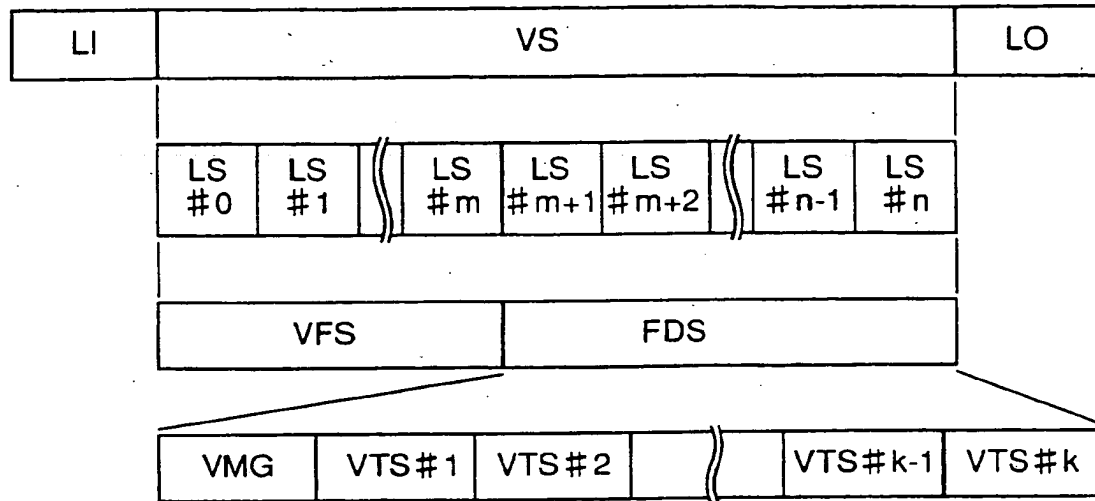 LI VS LO
LS #0 LS #1 LS #m LS #m+1 LS #m+2 LS #n-1 LS #n
VFS FDS
VMG VTS#1 VTS#2 VTS#k-1 VTS#k